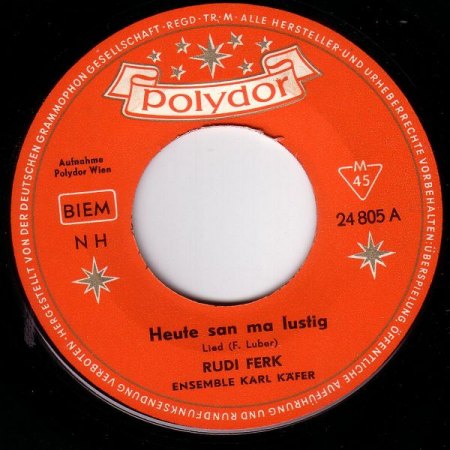 HERGESTELLT VON DER DEUTSCHEN GRAMMOPHON GESELLSCHAFT · REGD·TR·M· ALLE HERSTELLER- UND URHEBERRECHTE VORBEHALTEN · ÜBERSPIELUNG ÖFFENTLICHE AUFFÜHRUNG UND RUNDFUNKSENDUNG VERBOTEN ·
polydor
Aufnahme
Polydor Wien
BIEM
NH
M
45
24 805 A
Heute san ma lustig
Lied (F. Luber)
RUDI FERK
ENSEMBLE KARL KÄFER